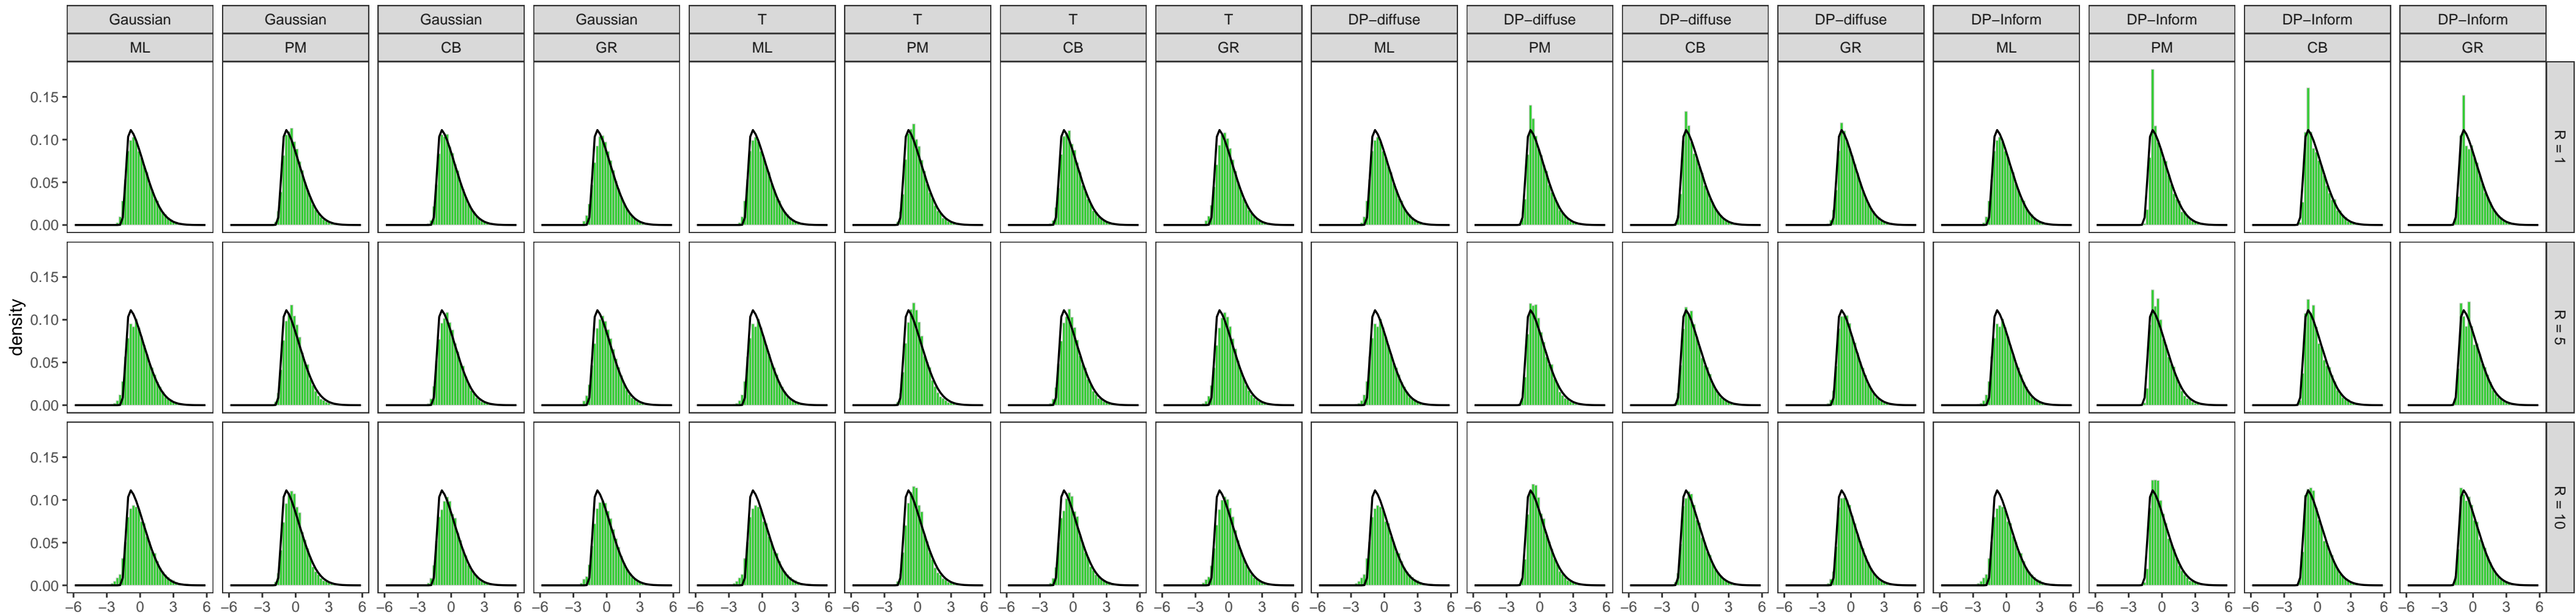 Gaussian Gaussian Gaussian Gaussian T T T T DP−diffuse DP−diffuse DP−diffuse DP−diffuse DP−Inform DP−Inform DP−Inform DP−Inform
ML PM CB GR ML PM CB GR ML PM CB GR ML PM CB GR
0.15
0.10
0.05
0.00
R = 1
0.15
0.10
0.05
0.00
R = 5
density
0.15
0.10
0.05
0.00
R = 10
−6 −3 0 3 6 −6 −3 0 3 6 −6 −3 0 3 6 −6 −3 0 3 6 −6 −3 0 3 6 −6 −3 0 3 6 −6 −3 0 3 6 −6 −3 0 3 6 −6 −3 0 3 6 −6 −3 0 3 6 −6 −3 0 3 6 −6 −3 0 3 6 −6 −3 0 3 6 −6 −3 0 3 6 −6 −3 0 3 6 −6 −3 0 3 6